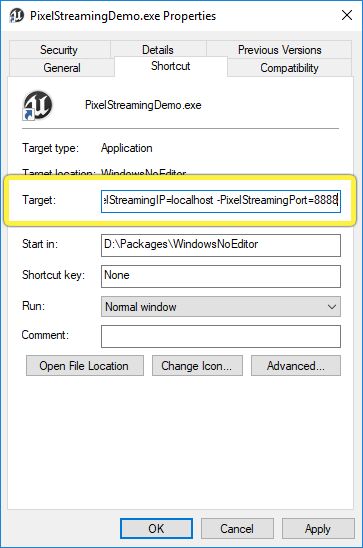 PixelStreamingDemo.exe Properties
Security Details Previous Versions
General Shortcut Compatibility
PixelStreamingDemo.exe
Target type: Application
Target location: WindowsNoEditor
Target: elStreamingIP=localhost -PixelStreamingPort=8888
Start in: D:\Packages\WindowsNoEditor
Shortcut key: None
Run: Normal window
Comment:
Open File Location Change Icon... Advanced...
OK Cancel Apply